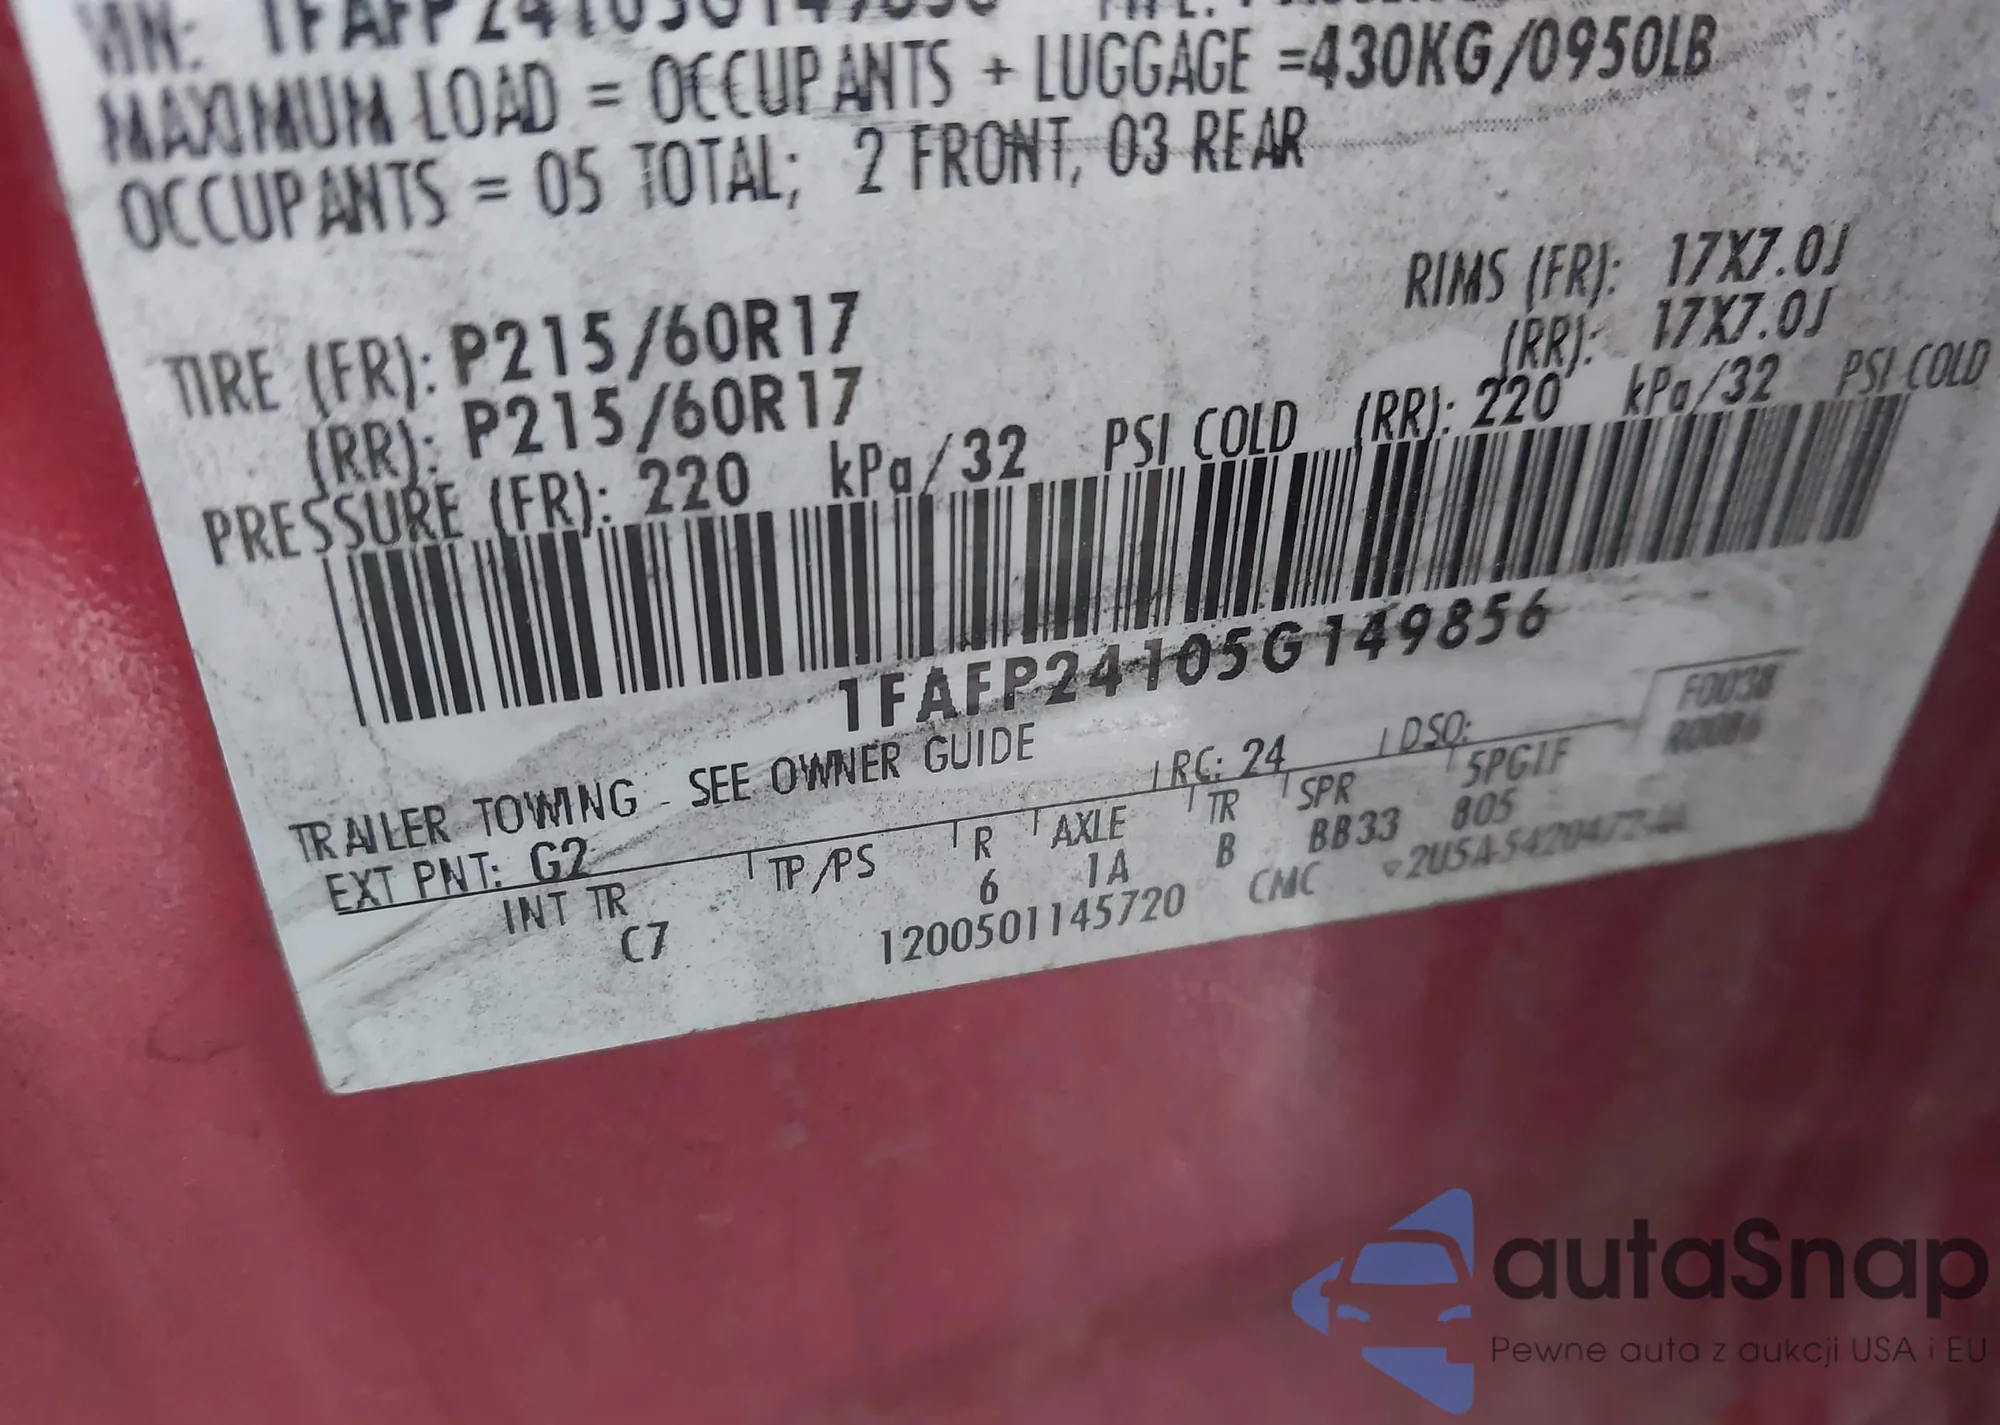 VIN: 1FAFP24105G149856
MAXIMUM LOAD = OCCUPANTS + LUGGAGE =430KG/0950LB
OCCUPANTS = 05 TOTAL; 2 FRONT, 03 REAR
RIMS (FR): 17X7.0J
(RR): 17X7.0J
TIRE (FR): P215/60R17
(RR): P215/60R17
PRESSURE (FR): 220 kPa/32 PSI COLD (RR): 220 kPa/32 PSI COLD
1FAFP24105G149856
F0038
TRAILER TOWING - SEE OWNER GUIDE
EXT PNT: G2 RC: 24 DSO:
INT TR TP/PS R AXLE TR SPR 5PG1F
C7 6 1A B BB33 805
1200501145720 CMC
autaSnap
Pewne auta z aukcji USA i EU